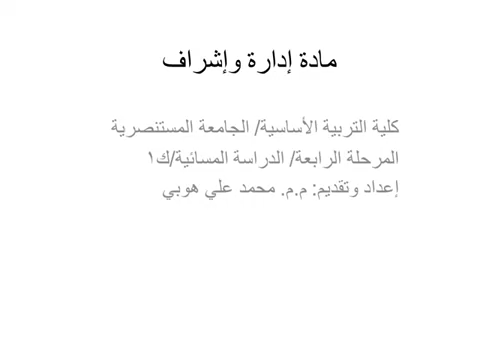 مادة إدارة وإشراف
كلية التربية الأساسية/ الجامعة المستنصرية
المرحلة الرابعة/ الدراسة المسائية/ك١
إعداد وتقديم: م.م. محمد علي هوبي